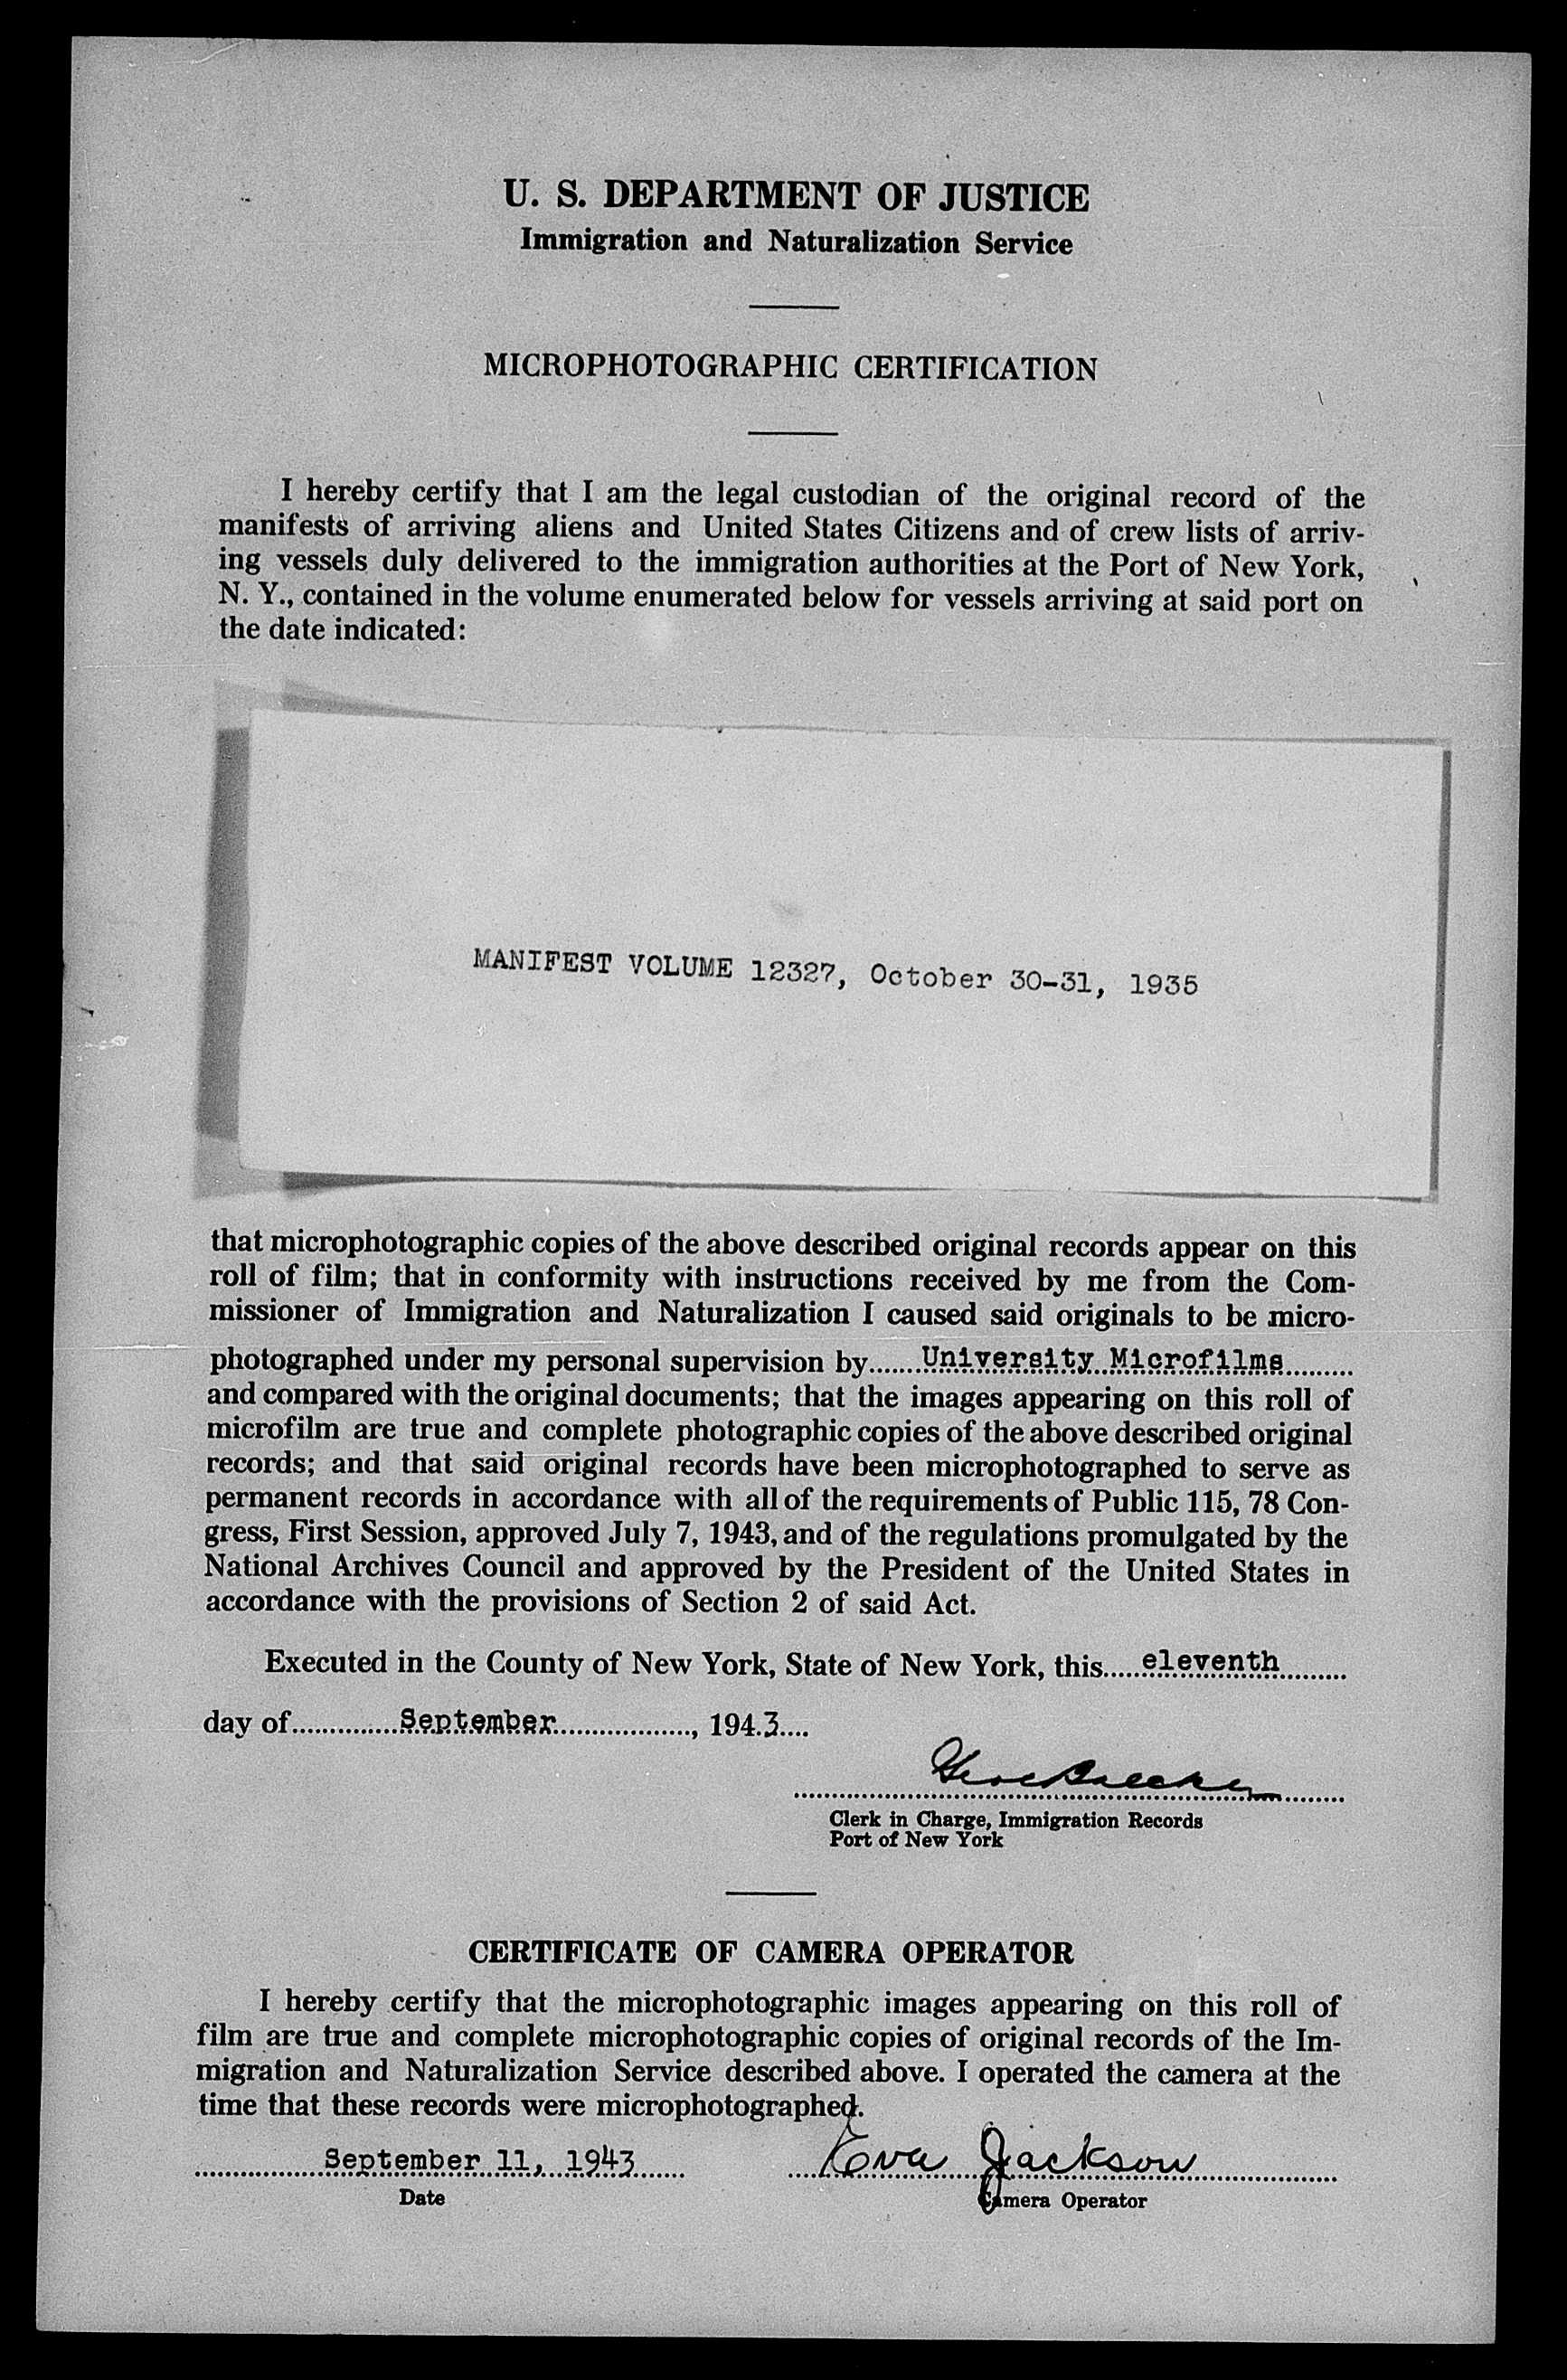 U. S. DEPARTMENT OF JUSTICE
Immigration and Naturalization Service
MICROPHOTOGRAPHIC CERTIFICATION
I hereby certify that I am the legal custodian of the original record of the
manifests of arriving aliens and United States Citizens and of crew lists of arriv-
ing vessels duly delivered to the immigration authorities at the Port of New York,
N. Y., contained in the volume enumerated below for vessels arriving at said port on
the date indicated:
MANIFEST VOLUME 12327, October 30-31, 1935
that microphotographic copies of the above described original records appear on this
roll of film; that in conformity with instructions received by me from the Com-
missioner of Immigration and Naturalization I caused said originals to be micro-
photographed under my personal supervision by University Microfilms
and compared with the original documents; that the images appearing on this roll of
microfilm are true and complete photographic copies of the above described original
records; and that said original records have been microphotographed to serve as
permanent records in accordance with all of the requirements of Public 115, 78 Con-
gress, First Session, approved July 7, 1943, and of the regulations promulgated by the
National Archives Council and approved by the President of the United States in
accordance with the provisions of Section 2 of said Act.
Executed in the County of New York, State of New York, this eleventh
day of September, 1943
Clerk in Charge, Immigration Records
Port of New York
CERTIFICATE OF CAMERA OPERATOR
I hereby certify that the microphotographic images appearing on this roll of
film are true and complete microphotographic copies of original records of the Im-
migration and Naturalization Service described above. I operated the camera at the
time that these records were microphotographed.
September 11, 1943 Eva Jackson
Date Camera Operator